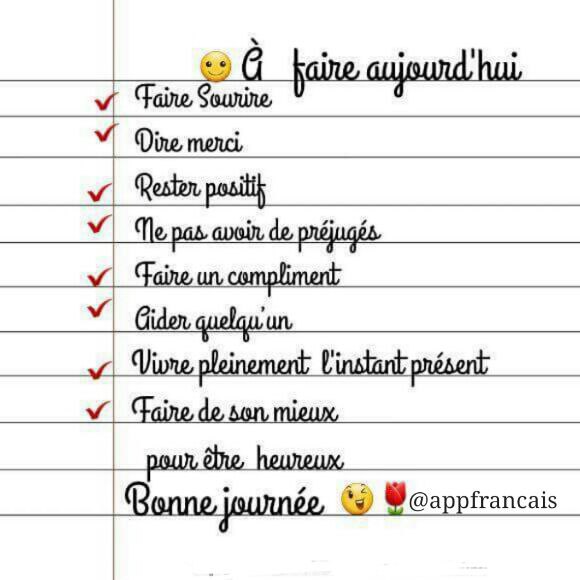 🙂 À faire aujourd'hui
✓ Faire Sourire
✓ Dire merci
✓ Rester positif
✓ Ne pas avoir de préjugés
✓ Faire un compliment
✓ Aider quelqu'un
✓ Vivre pleinement l'instant présent
✓ Faire de son mieux
pour être heureux
Bonne journée 😉🌷@appfrancais